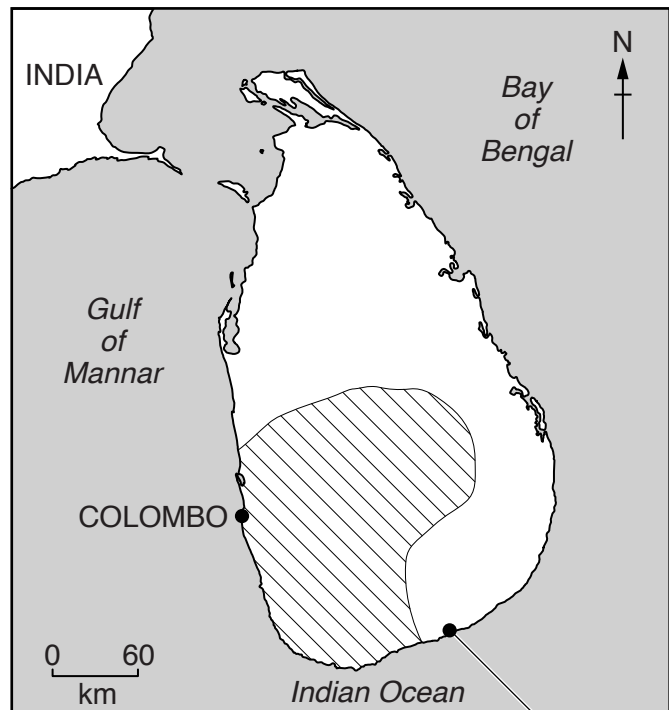 INDIA
N
Bay
of
Bengal
Gulf
of
Mannar
COLOMBO
0 60
km
Indian Ocean